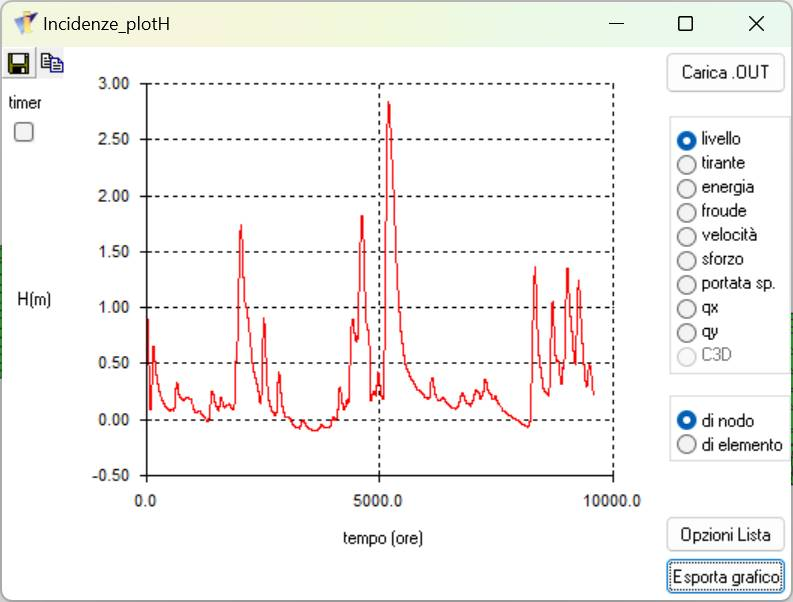 Incidenze_plotH
timer
H(m)
3.00
2.50
2.00
1.50
1.00
0.50
0.00
-0.50
0.0
5000.0
10000.0
tempo (ore)
Carica .OUT
livello
tirante
energia
froude
velocità
sforzo
portata sp.
qx
qy
C3D
di nodo
di elemento
Opzioni Lista
Esporta grafico